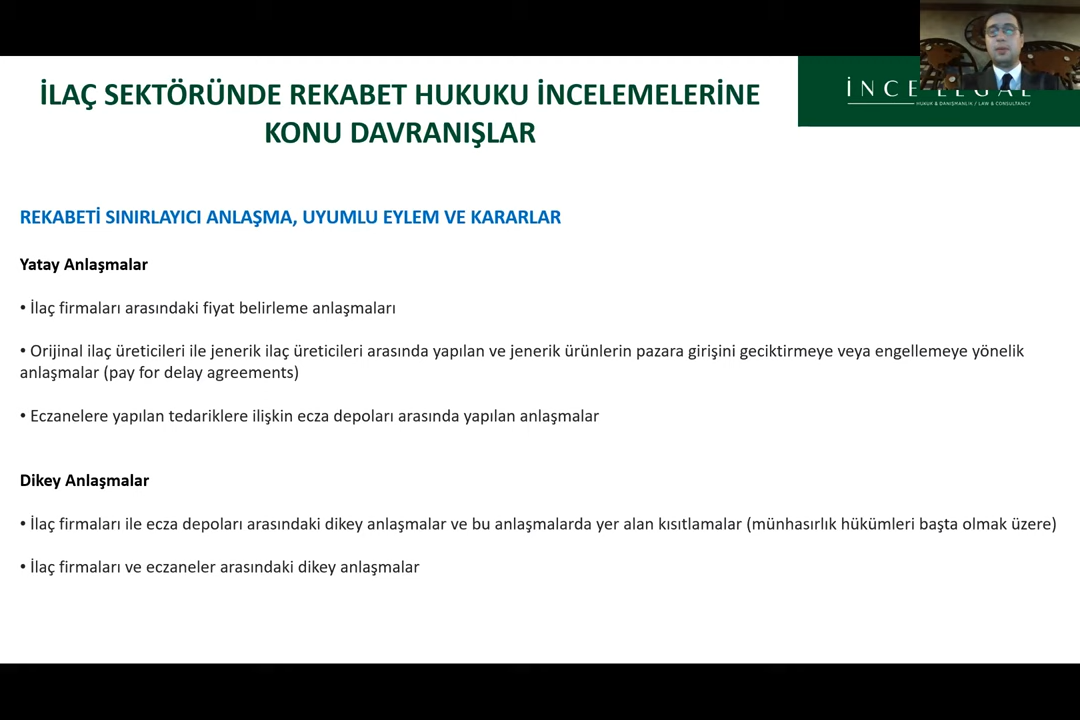 İLAÇ SEKTÖRÜNDE REKABET HUKUKU İNCELEMELERİNE
KONU DAVRANIŞLAR
İNCE LEGAL
HUKUK & DANIŞMANLIK / LAW & CONSULTANCY
REKABETİ SINIRLAYICI ANLAŞMA, UYUMLU EYLEM VE KARARLAR
Yatay Anlaşmalar
• İlaç firmaları arasındaki fiyat belirleme anlaşmaları
• Orijinal ilaç üreticileri ile jenerik ilaç üreticileri arasında yapılan ve jenerik ürünlerin pazara girişini geciktirmeye veya engellemeye yönelik
anlaşmalar (pay for delay agreements)
• Eczanelere yapılan tedariklere ilişkin ecza depoları arasında yapılan anlaşmalar
Dikey Anlaşmalar
• İlaç firmaları ile ecza depoları arasındaki dikey anlaşmalar ve bu anlaşmalarda yer alan kısıtlamalar (münhasırlık hükümleri başta olmak üzere)
• İlaç firmaları ve eczaneler arasındaki dikey anlaşmalar